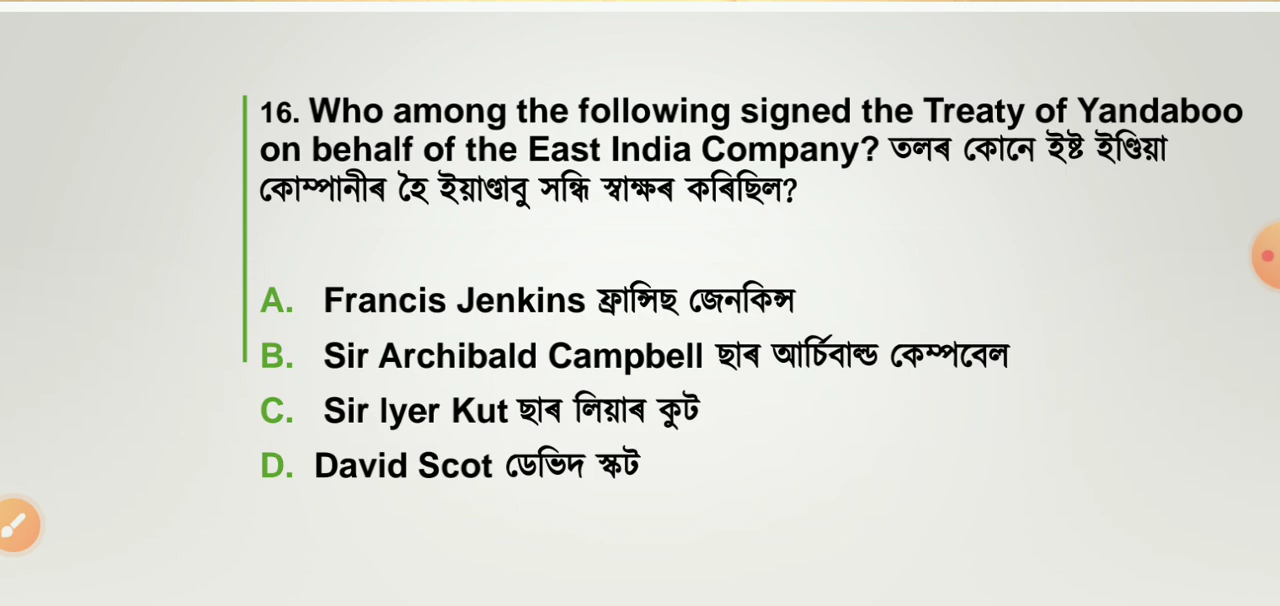 16. Who among the following signed the Treaty of Yandaboo
on behalf of the East India Company? তলৰ কোনে ইষ্ট ইণ্ডিয়া
কোম্পানীৰ হৈ ইয়াণ্ডাবু সন্ধি স্বাক্ষৰ কৰিছিল?
A. Francis Jenkins ফ্ৰান্সিছ জেনকিন্স
B. Sir Archibald Campbell ছাৰ আৰ্চিবাল্ড কেম্পবেল
C. Sir Iyer Kut ছাৰ লিয়াৰ কুট
D. David Scot ডেভিদ স্কট